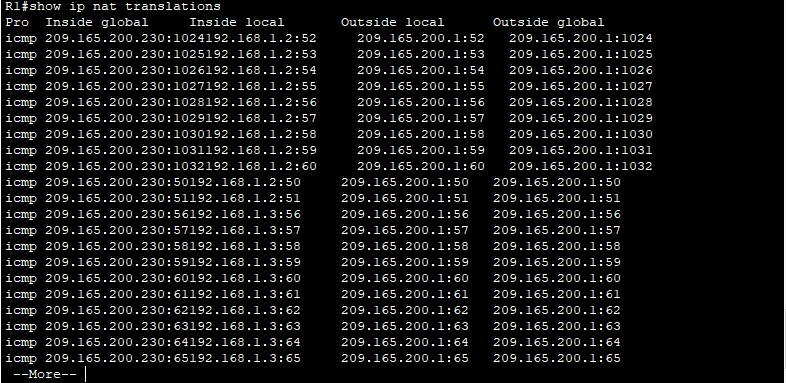 R1#show ip nat translations
Pro  Inside global     Inside local       Outside local      Outside global
icmp 209.165.200.230:1024192.168.1.2:52     209.165.200.1:52   209.165.200.1:1024
icmp 209.165.200.230:1025192.168.1.2:53     209.165.200.1:53   209.165.200.1:1025
icmp 209.165.200.230:1026192.168.1.2:54     209.165.200.1:54   209.165.200.1:1026
icmp 209.165.200.230:1027192.168.1.2:55     209.165.200.1:55   209.165.200.1:1027
icmp 209.165.200.230:1028192.168.1.2:56     209.165.200.1:56   209.165.200.1:1028
icmp 209.165.200.230:1029192.168.1.2:57     209.165.200.1:57   209.165.200.1:1029
icmp 209.165.200.230:1030192.168.1.2:58     209.165.200.1:58   209.165.200.1:1030
icmp 209.165.200.230:1031192.168.1.2:59     209.165.200.1:59   209.165.200.1:1031
icmp 209.165.200.230:1032192.168.1.2:60     209.165.200.1:60   209.165.200.1:1032
icmp 209.165.200.230:50192.168.1.2:50     209.165.200.1:50   209.165.200.1:50
icmp 209.165.200.230:51192.168.1.2:51     209.165.200.1:51   209.165.200.1:51
icmp 209.165.200.230:56192.168.1.3:56     209.165.200.1:56   209.165.200.1:56
icmp 209.165.200.230:57192.168.1.3:57     209.165.200.1:57   209.165.200.1:57
icmp 209.165.200.230:58192.168.1.3:58     209.165.200.1:58   209.165.200.1:58
icmp 209.165.200.230:59192.168.1.3:59     209.165.200.1:59   209.165.200.1:59
icmp 209.165.200.230:60192.168.1.3:60     209.165.200.1:60   209.165.200.1:60
icmp 209.165.200.230:61192.168.1.3:61     209.165.200.1:61   209.165.200.1:61
icmp 209.165.200.230:62192.168.1.3:62     209.165.200.1:62   209.165.200.1:62
icmp 209.165.200.230:63192.168.1.3:63     209.165.200.1:63   209.165.200.1:63
icmp 209.165.200.230:64192.168.1.3:64     209.165.200.1:64   209.165.200.1:64
icmp 209.165.200.230:65192.168.1.3:65     209.165.200.1:65   209.165.200.1:65
 --More--